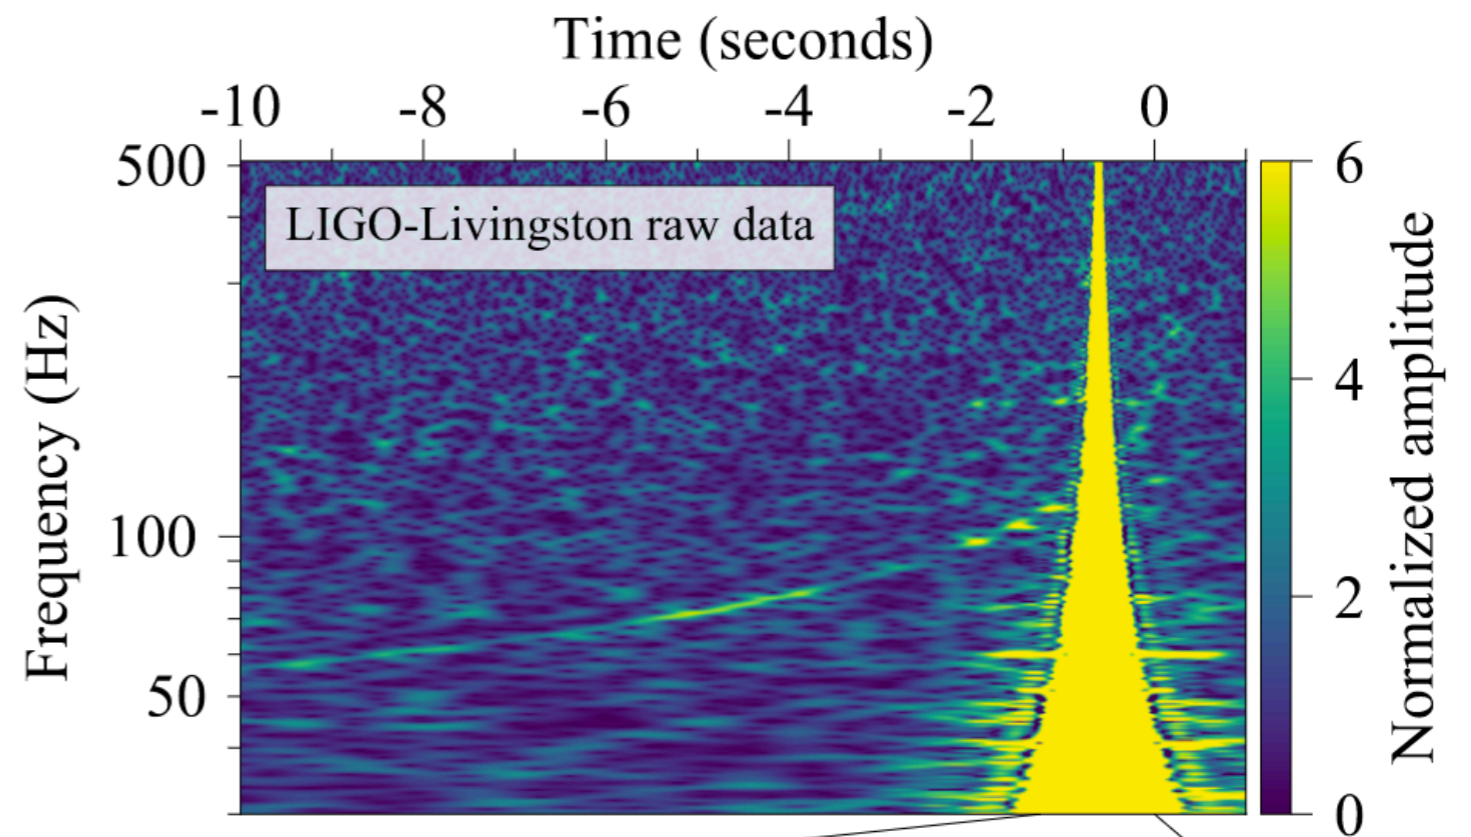 Time (seconds)
-10 -8 -6 -4 -2 0
500
100
50
Frequency (Hz)
LIGO-Livingston raw data
6
4
2
0
Normalized amplitude